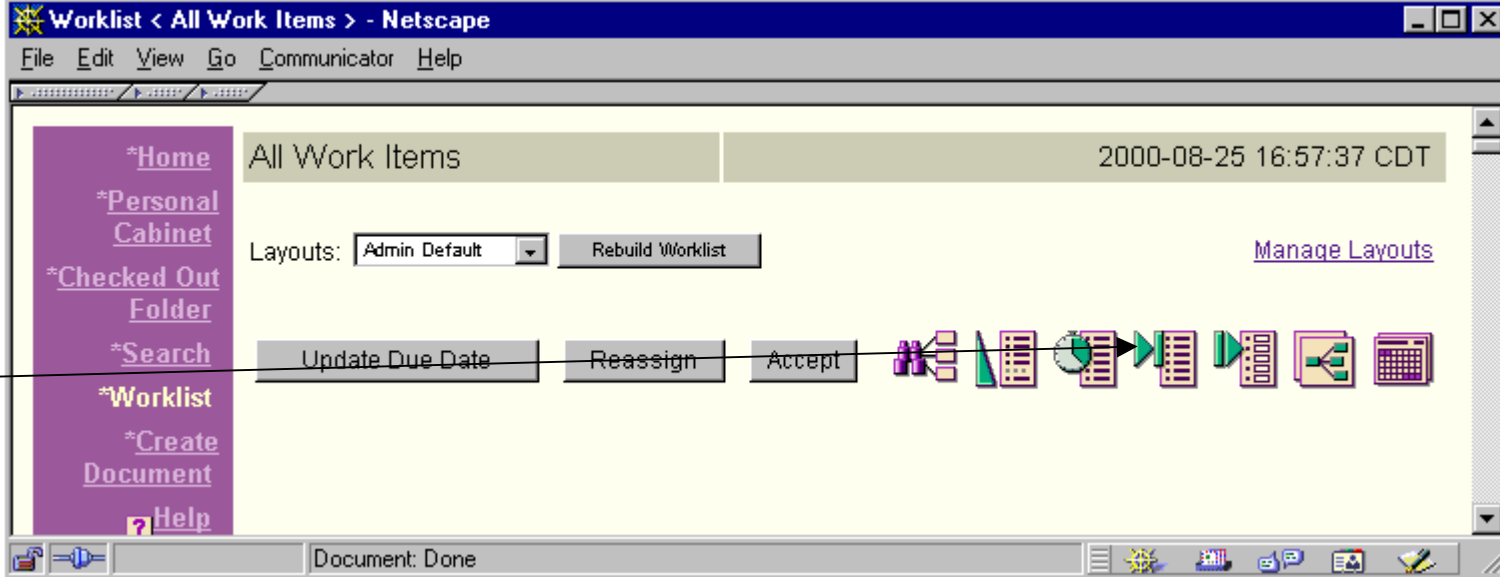 Worklist < All Work Items > - Netscape
File Edit View Go Communicator Help
*Home
*Personal
Cabinet
*Checked Out
Folder
*Search
*Worklist
*Create
Document
? Help
All Work Items 2000-08-25 16:57:37 CDT
Layouts: Admin Default Rebuild Worklist Manage Layouts
Update Due Date Reassign Accept
Document: Done